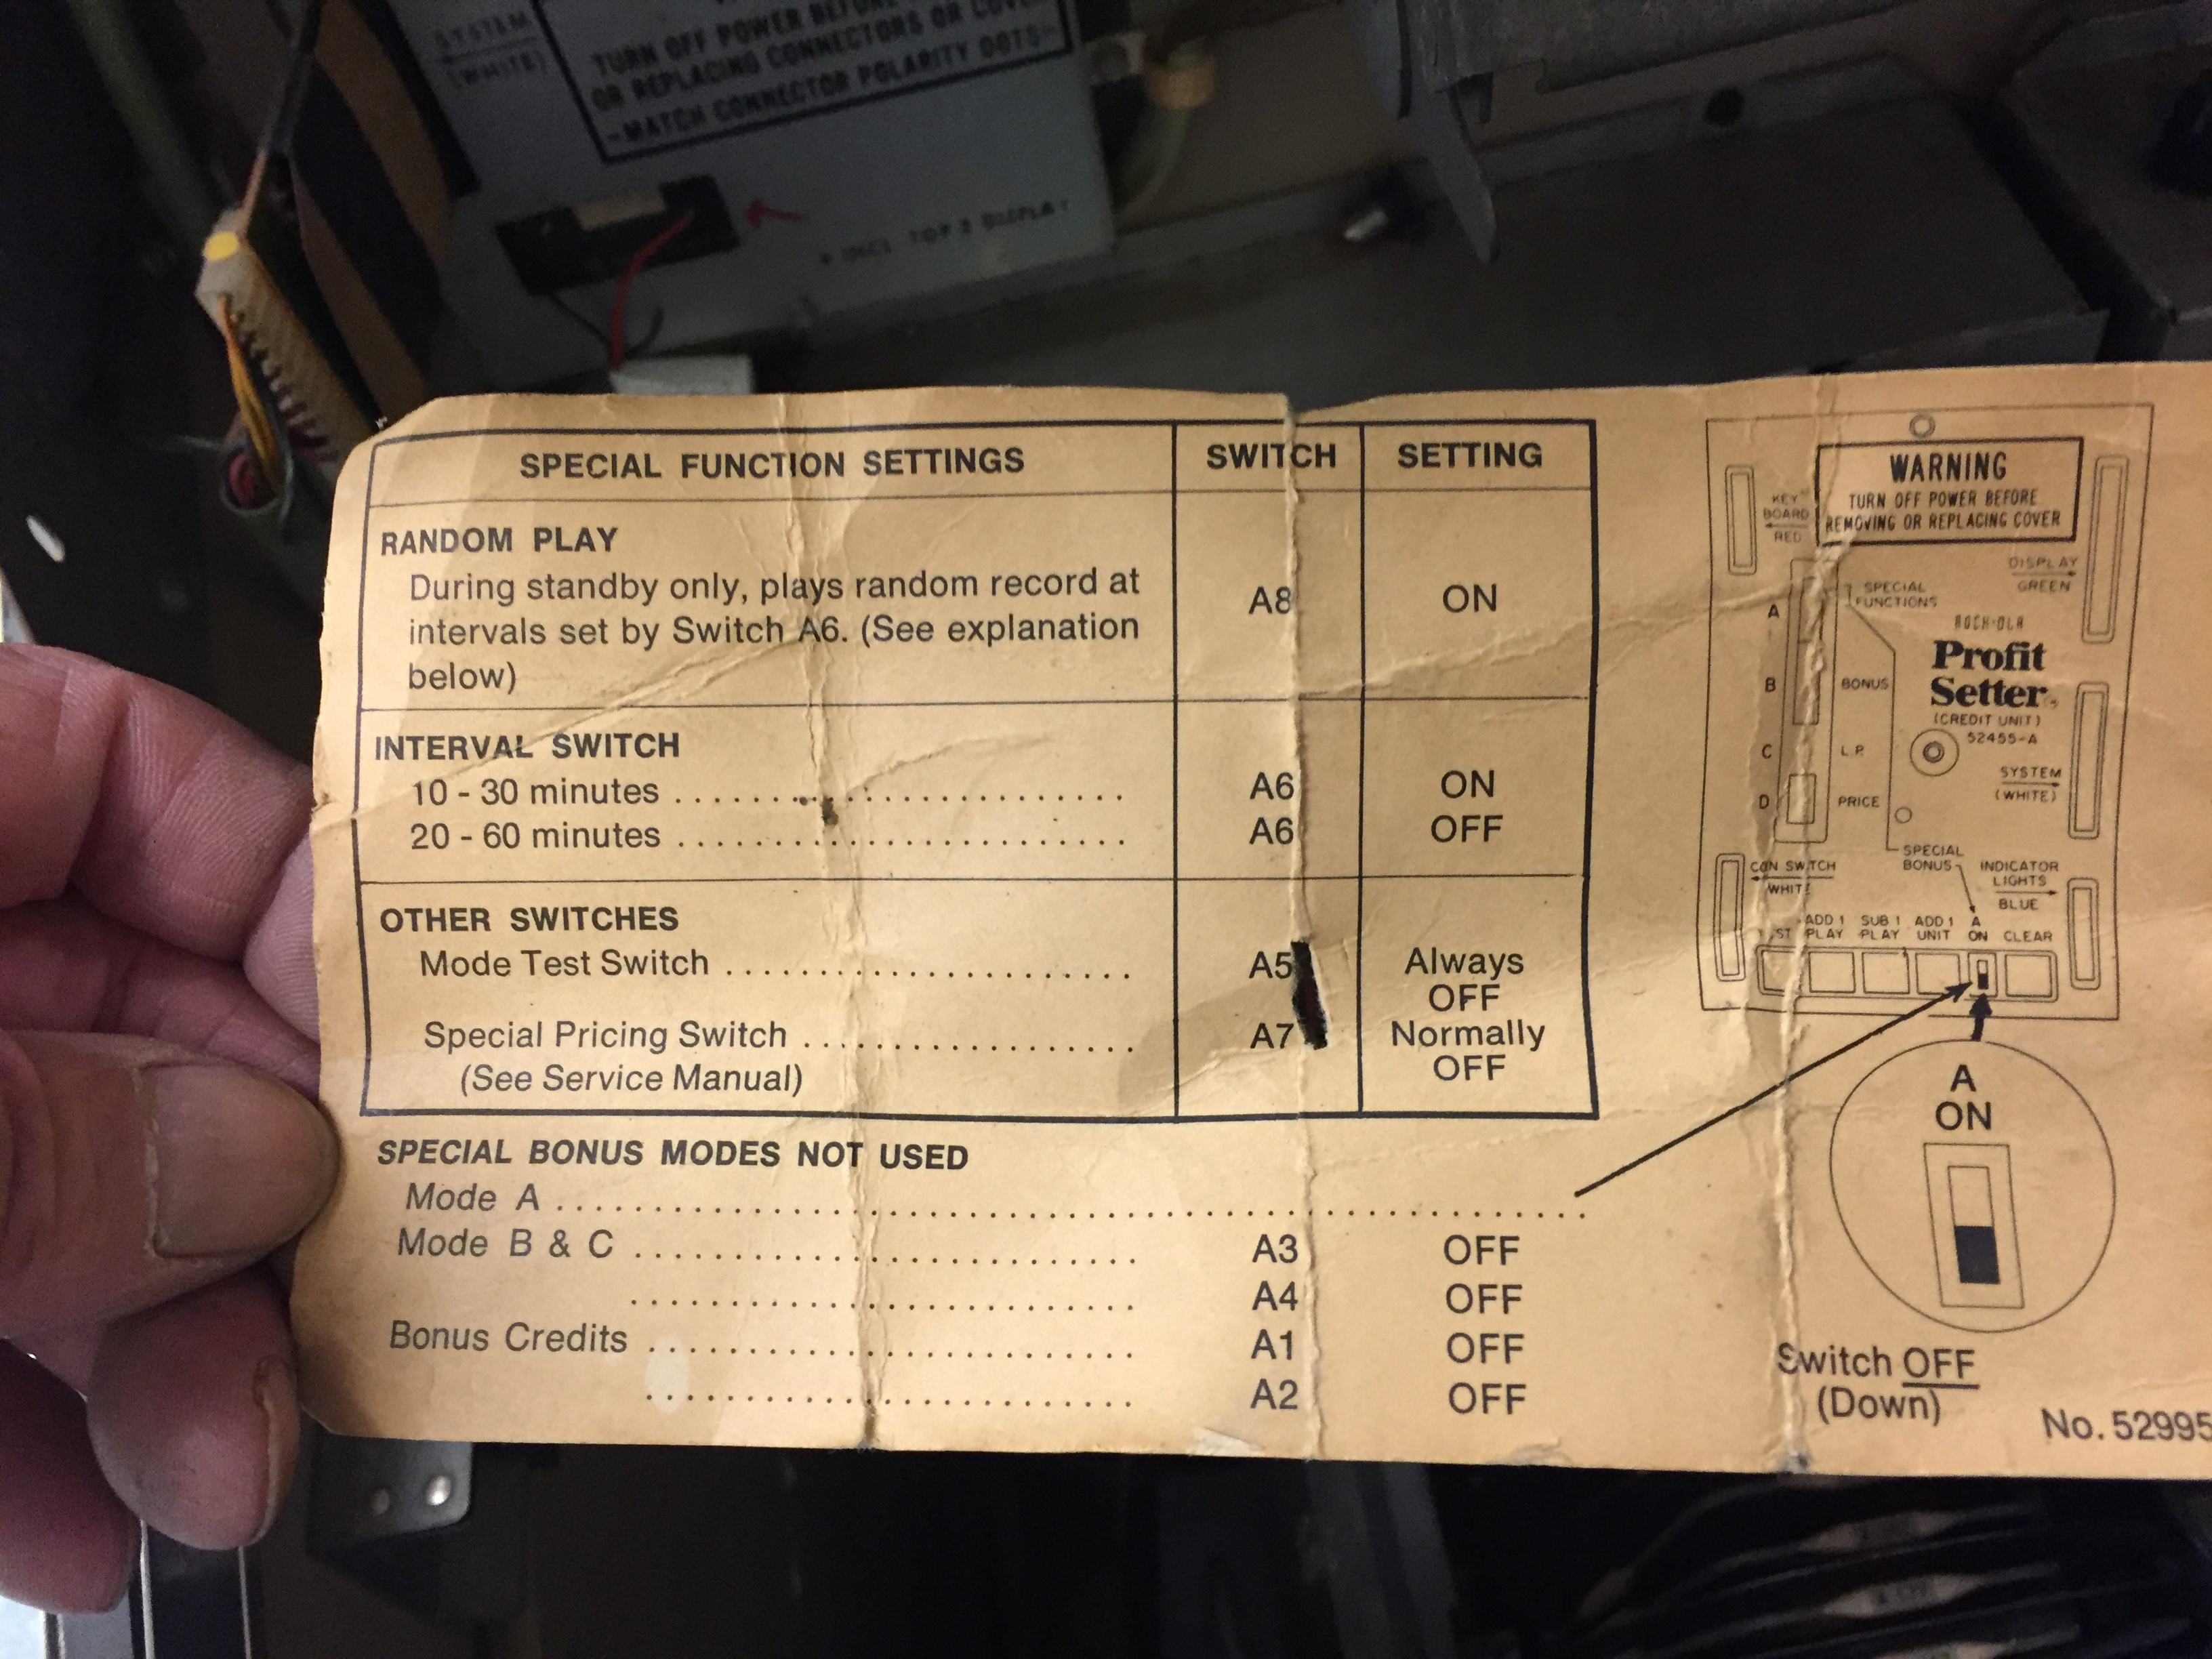 SYSTEM
(WHITE)
TURN OFF POWER BEFORE
OR REPLACING CONNECTORS OR
-MATCH CONNECTOR POLARITY DOTS-
SPECIAL FUNCTION SETTINGS SWITCH SETTING
RANDOM PLAY
During standby only, plays random record at
intervals set by Switch A6. (See explanation
below)
A8 ON
INTERVAL SWITCH
10 - 30 minutes .......... A6 ON
20 - 60 minutes .......... A6 OFF
OTHER SWITCHES
Mode Test Switch .......... A5 Always
OFF
Special Pricing Switch .......... A7 Normally
(See Service Manual) OFF
SPECIAL BONUS MODES NOT USED
Mode A ..........
Mode B & C .......... A3 OFF
.......... A4 OFF
Bonus Credits .......... A1 OFF
.......... A2 OFF
WARNING
TURN OFF POWER BEFORE
REMOVING OR REPLACING COVER
KEY
BOARD
RED
DISPLAY
GREEN
A
SPECIAL
FUNCTIONS
ROCK-OLA
Profit
Setter
(CREDIT UNIT)
52455-A
B BONUS
C L.P.
D PRICE
SYSTEM
(WHITE)
SPECIAL
BONUS
COIN SWITCH
WHITE
INDICATOR
LIGHTS
BLUE
ADD 1
PLAY
SUB 1
PLAY
ADD 1
UNIT
A
ON
CLEAR
A
ON
Switch OFF
(Down)
No. 52995